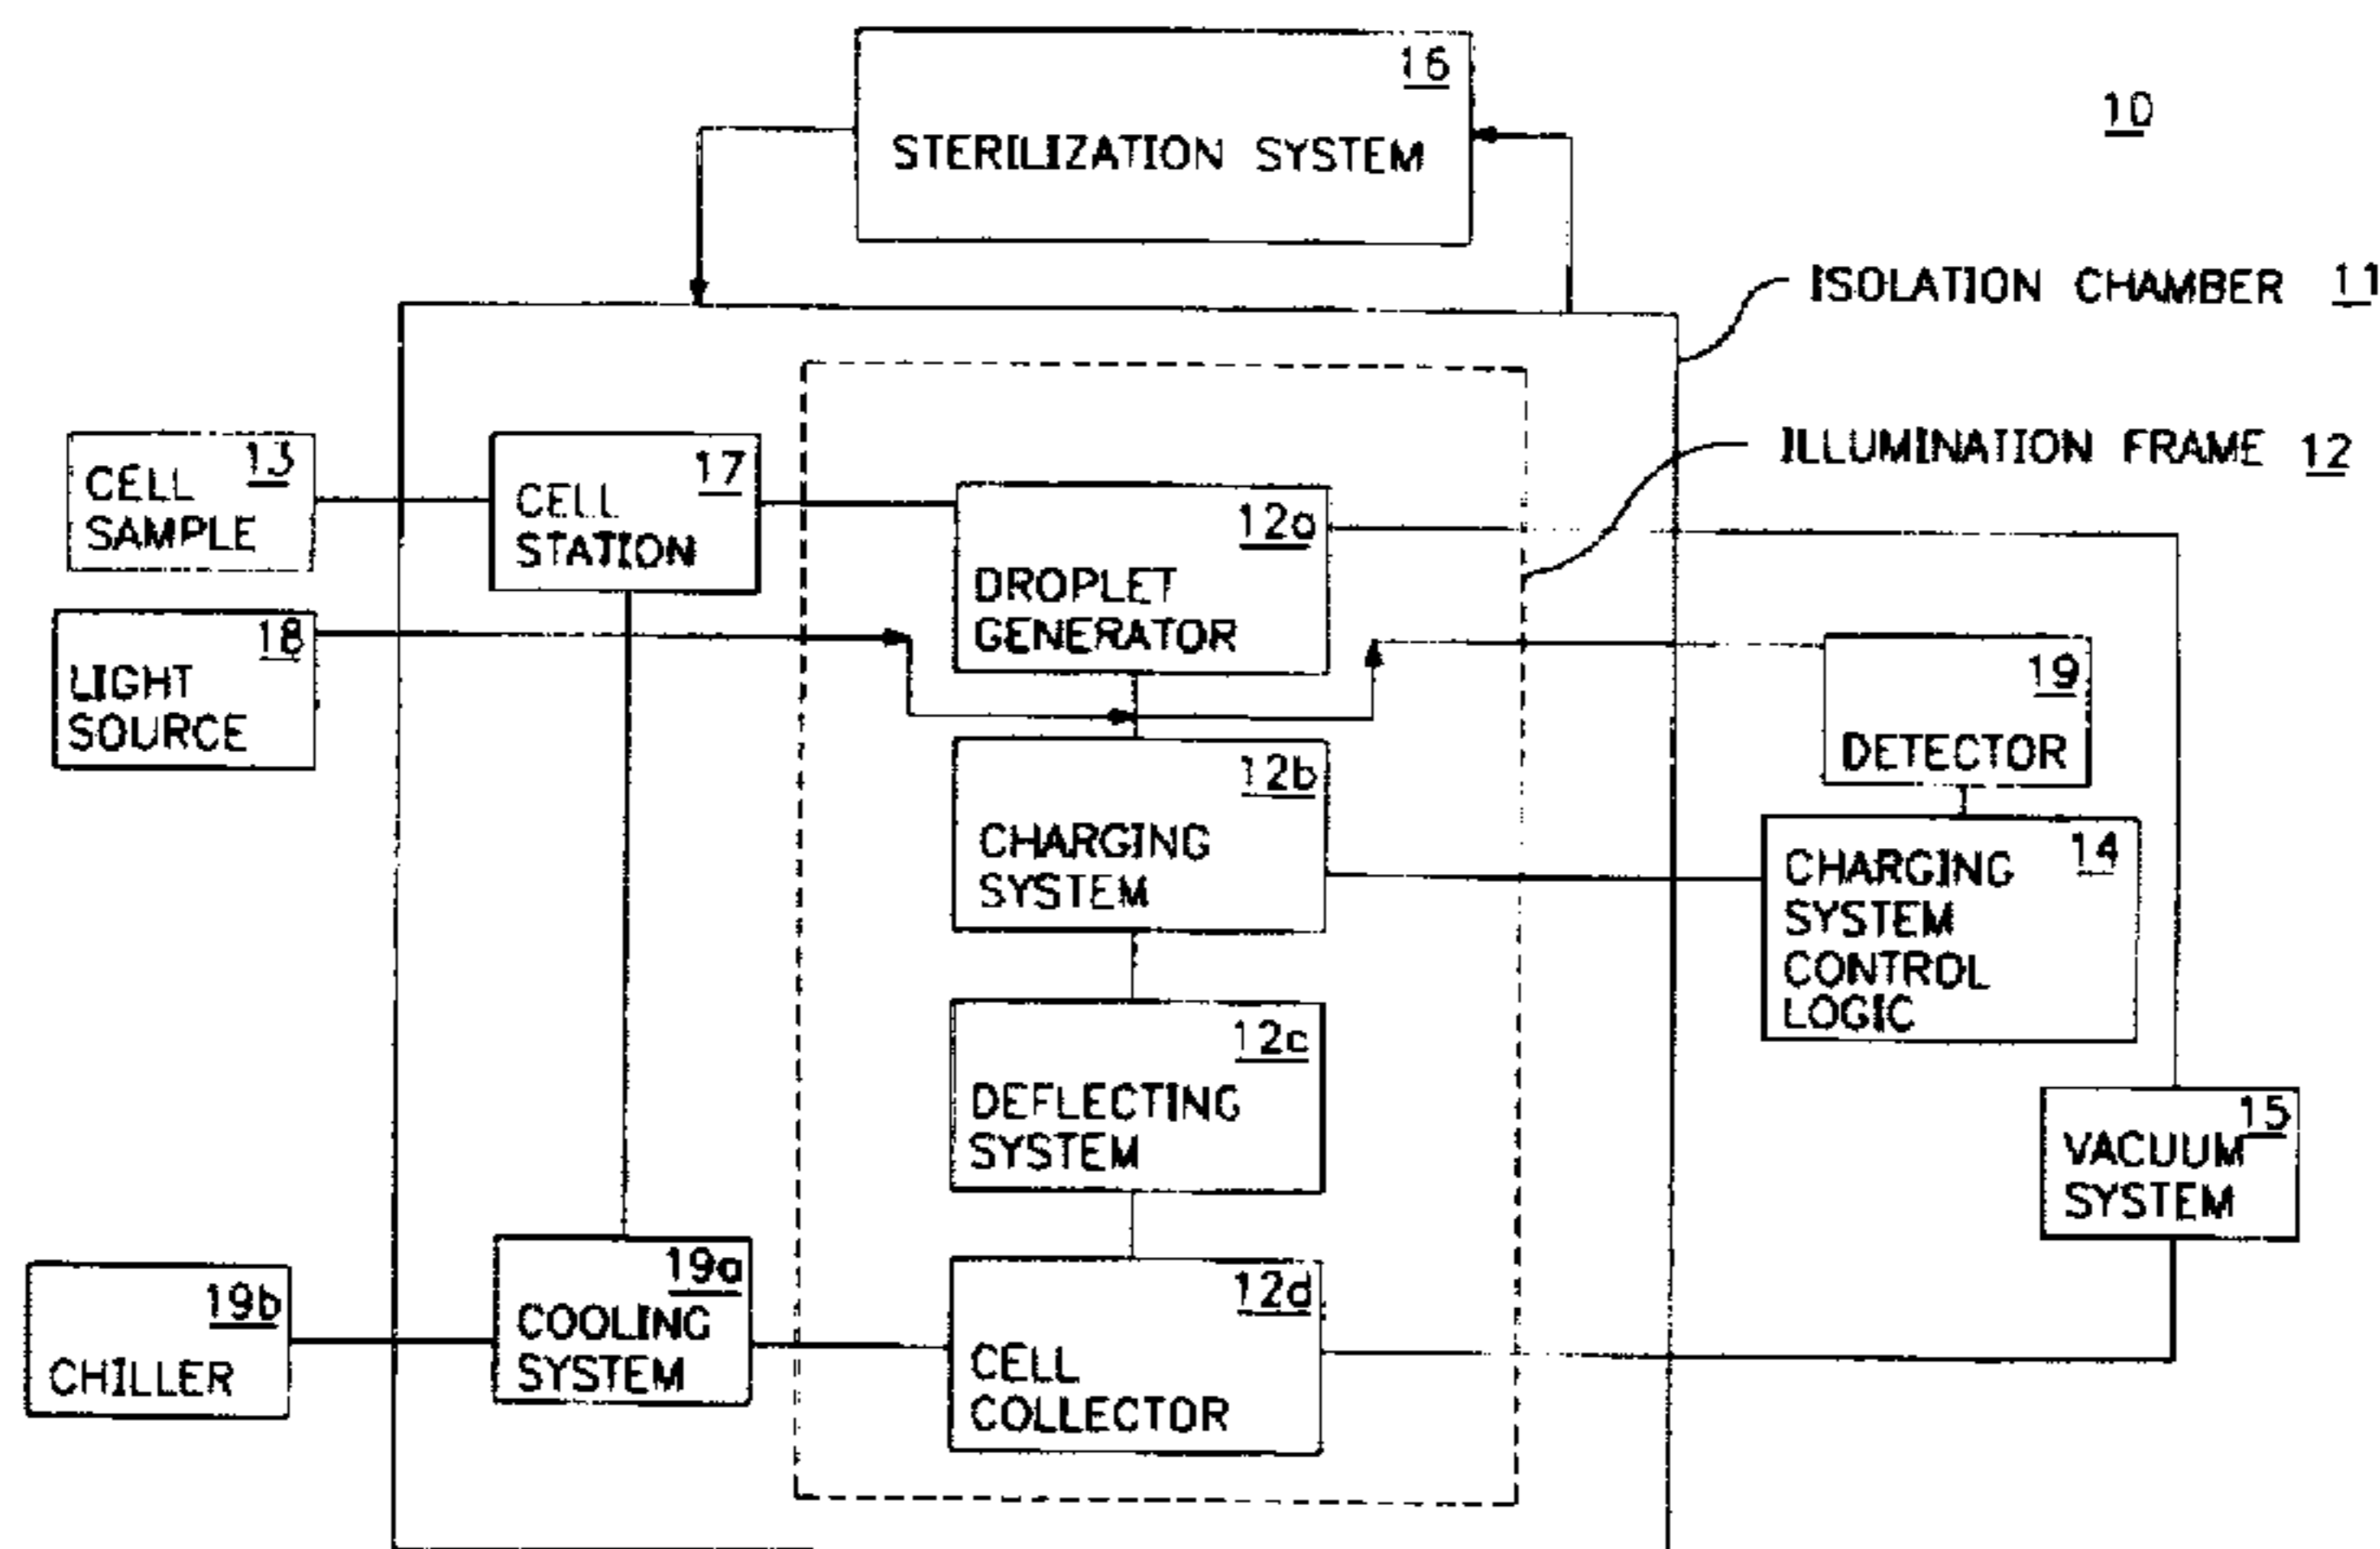 16
STERILIZATION SYSTEM
10
ISOLATION CHAMBER 11
ILLUMINATION FRAME 12
13
CELL
SAMPLE
17
CELL
STATION
12a
DROPLET
GENERATOR
18
LIGHT
SOURCE
19
DETECTOR
12b
CHARGING
SYSTEM
14
CHARGING
SYSTEM
CONTROL
LOGIC
12c
DEFLECTING
SYSTEM
15
VACUUM
SYSTEM
19b
CHILLER
19a
COOLING
SYSTEM
12d
CELL
COLLECTOR